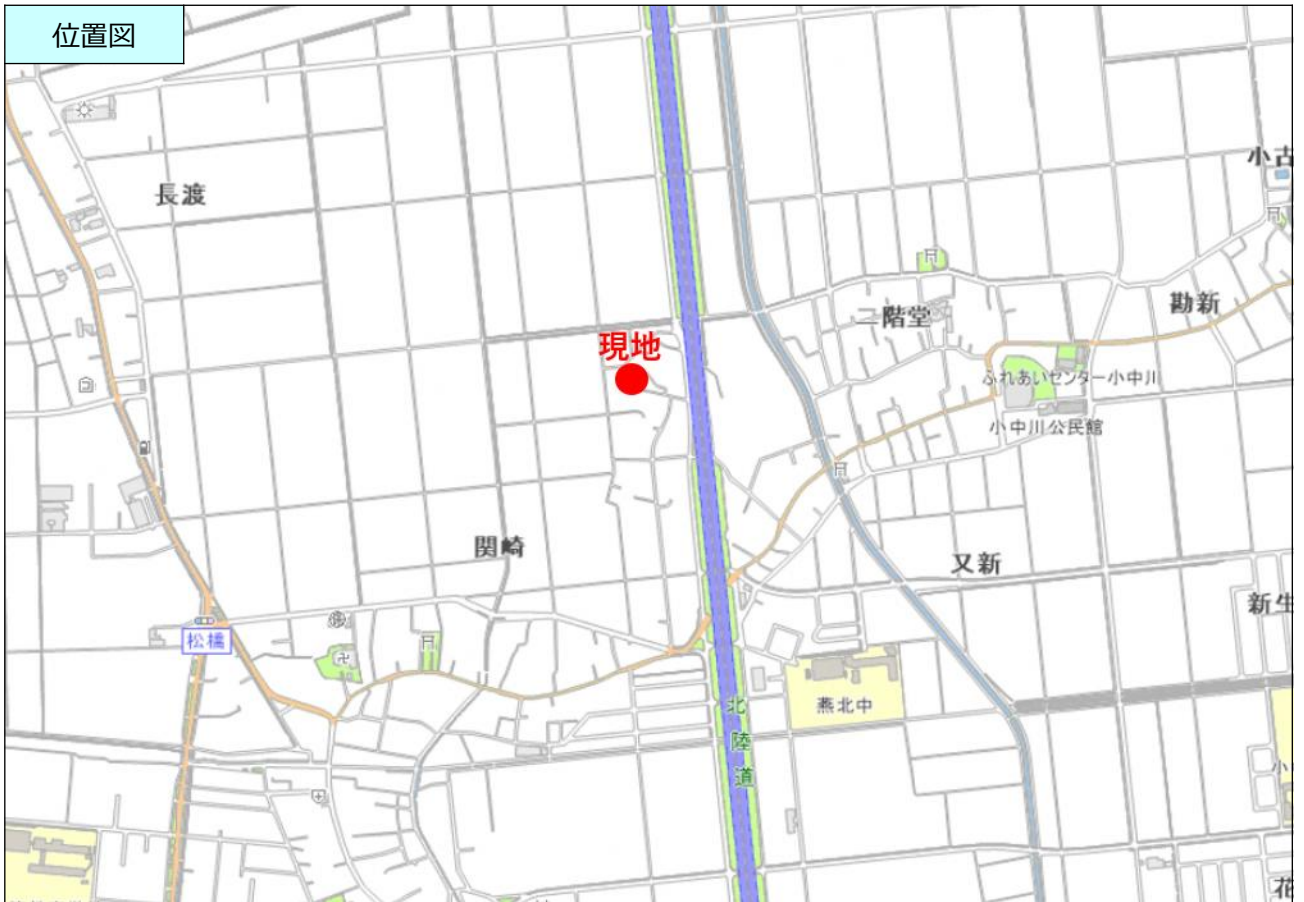 位置図
長渡
小古
二階堂
勘新
現地
ふれあいセンター小中川
小中川公民館
関崎
又新
新生
松橋
燕北中
北陸道
花